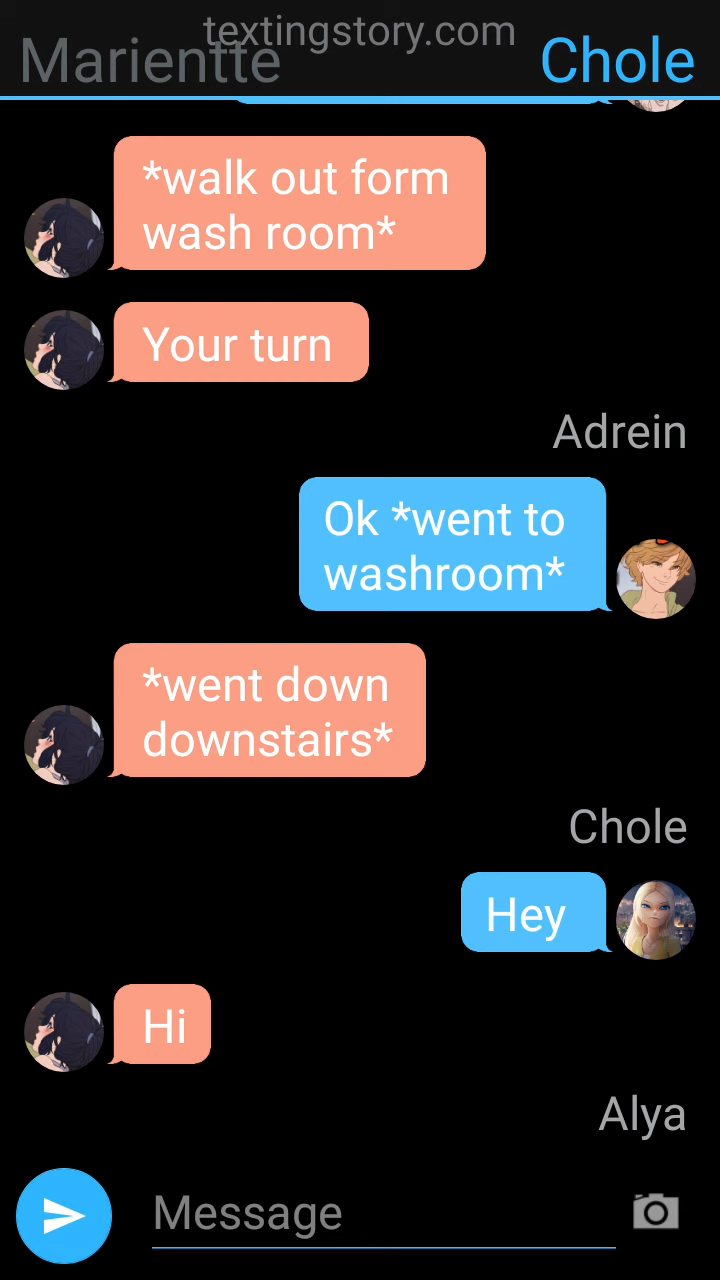 textingstory.com
Marientte
Chole
*walk out form
wash room*
Your turn
Adrein
Ok *went to
washroom*
*went down
downstairs*
Chole
Hey
Hi
Alya
Message